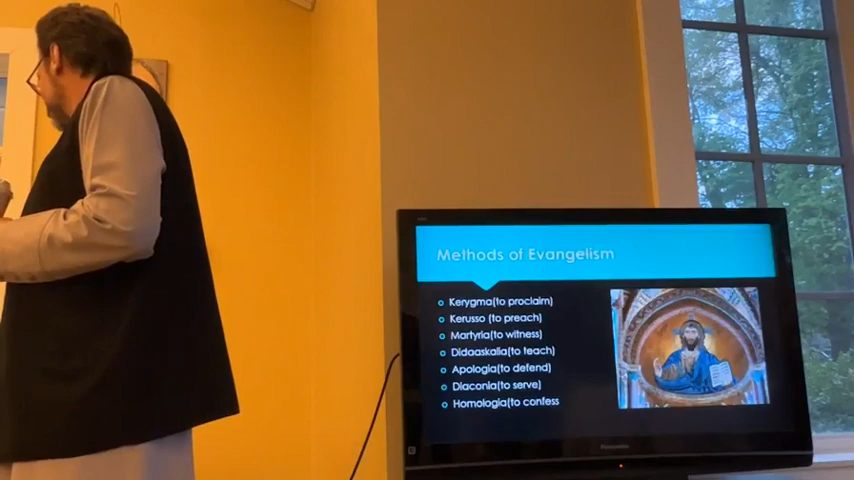 Methods of Evangelism
Kerygma(to proclaim)
Kerusso (to preach)
Martyria(to witness)
Didaaskalia(to teach)
Apologia(to defend)
Diaconia(to serve)
Homologia(to confess
Panasonic